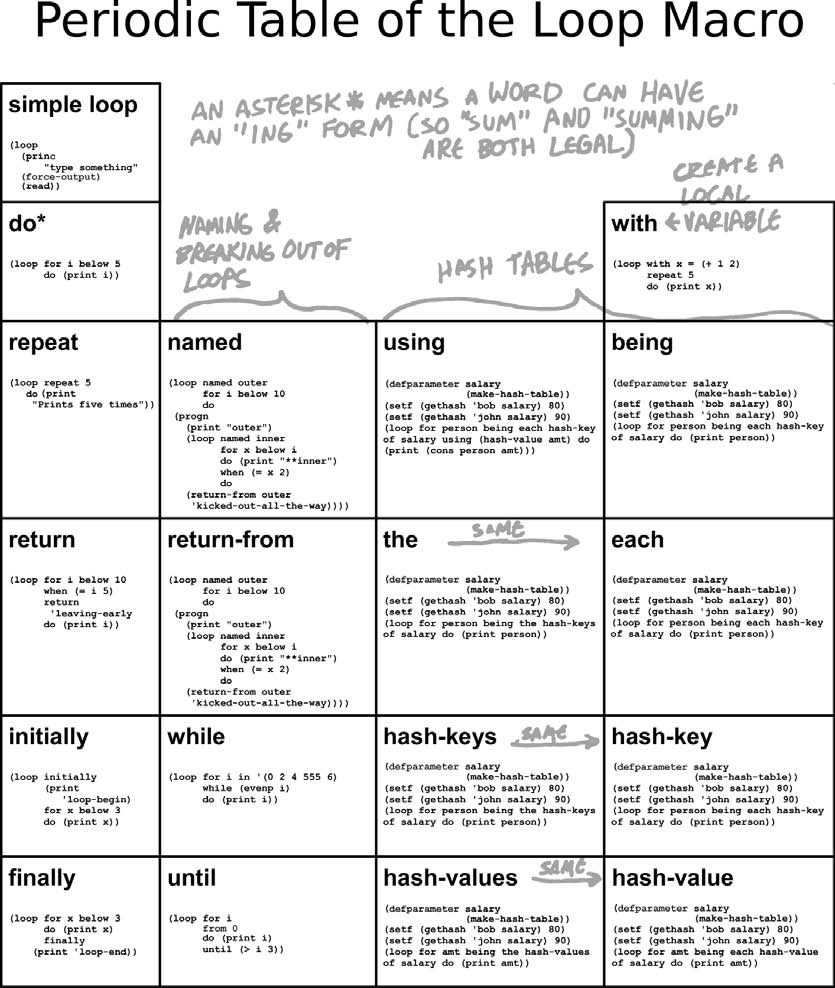 Periodic Table of the Loop Macro
AN ASTERISK * MEANS A WORD CAN HAVE
AN "ING" FORM (SO "SUM" AND "SUMMING"
ARE BOTH LEGAL)
simple loop
(loop
(princ
"type something"
(force-output)
(read))
do*
(loop for i below 5
do (print i))
NAMING &
BREAKING OUT OF
LOOPS
HASH TABLES
CREATE A
LOCAL
with ← VARIABLE
(loop with x = (+ 1 2)
repeat 5
do (print x))
repeat
(loop repeat 5
do (print
"Prints five times"))
named
(loop named outer
for i below 10
do
(progn
(print "outer")
(loop named inner
for x below i
do (print "**inner")
when (= x 2)
do
(return-from outer
'kicked-out-all-the-way))))
using
(defparameter salary
(make-hash-table))
(setf (gethash 'bob salary) 80)
(setf (gethash 'john salary) 90)
(loop for person being each hash-key
of salary using (hash-value amt) do
(print (cons person amt)))
being
(defparameter salary
(make-hash-table))
(setf (gethash 'bob salary) 80)
(setf (gethash 'john salary) 90)
(loop for person being each hash-key
of salary do (print person))
return
(loop for i below 10
when (= i 5)
return
'leaving-early
do (print i))
return-from
(loop named outer
for i below 10
do
(progn
(print "outer")
(loop named inner
for x below i
do (print "**inner")
when (= x 2)
do
(return-from outer
'kicked-out-all-the-way))))
the SAME
(defparameter salary
(make-hash-table))
(setf (gethash 'bob salary) 80)
(setf (gethash 'john salary) 90)
(loop for person being the hash-keys
of salary do (print person))
each
(defparameter salary
(make-hash-table))
(setf (gethash 'bob salary) 80)
(setf (gethash 'john salary) 90)
(loop for person being each hash-key
of salary do (print person))
initially
(loop initially
(print
'loop-begin)
for x below 3
do (print x))
while
(loop for i in '(0 2 4 555 6)
while (evenp i)
do (print i))
hash-keys SAME
(defparameter salary
(make-hash-table))
(setf (gethash 'bob salary) 80)
(setf (gethash 'john salary) 90)
(loop for person being the hash-keys
of salary do (print person))
hash-key
(defparameter salary
(make-hash-table))
(setf (gethash 'bob salary) 80)
(setf (gethash 'john salary) 90)
(loop for person being each hash-key
of salary do (print person))
finally
(loop for x below 3
do (print x)
finally
(print 'loop-end))
until
(loop for i
from 0
do (print i)
until (> i 3))
hash-values SAME
(defparameter salary
(make-hash-table))
(setf (gethash 'bob salary) 80)
(setf (gethash 'john salary) 90)
(loop for amt being the hash-values
of salary do (print amt))
hash-value
(defparameter salary
(make-hash-table))
(setf (gethash 'bob salary) 80)
(setf (gethash 'john salary) 90)
(loop for amt being each hash-value
of salary do (print amt))